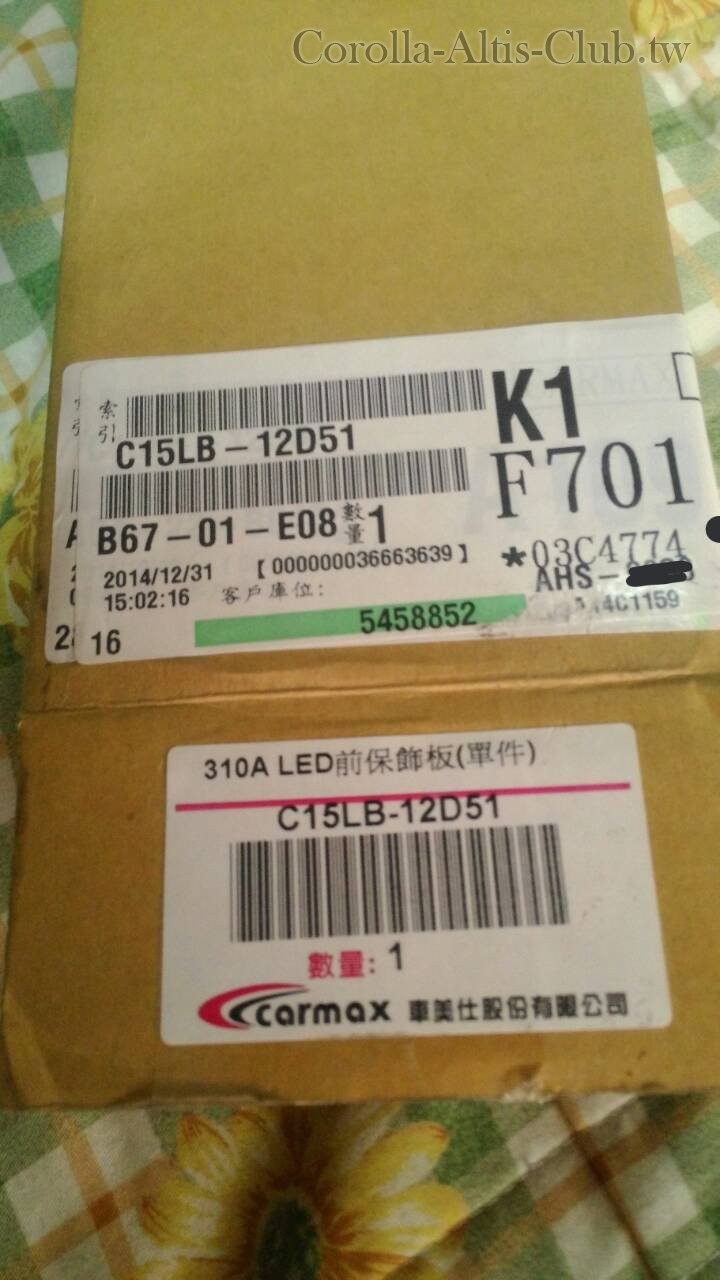 Corolla-Altis-Club.tw
索引
C15LB-12D51
K1
F701
B67-01-E08 數量 1
2014/12/31 【000000036663639】
*03C4774
15:02:16 客戶庫位:
AHS-
5458852
16
28
310A LED前保飾板(單件)
C15LB-12D51
數量: 1
carmax 車美仕股份有限公司